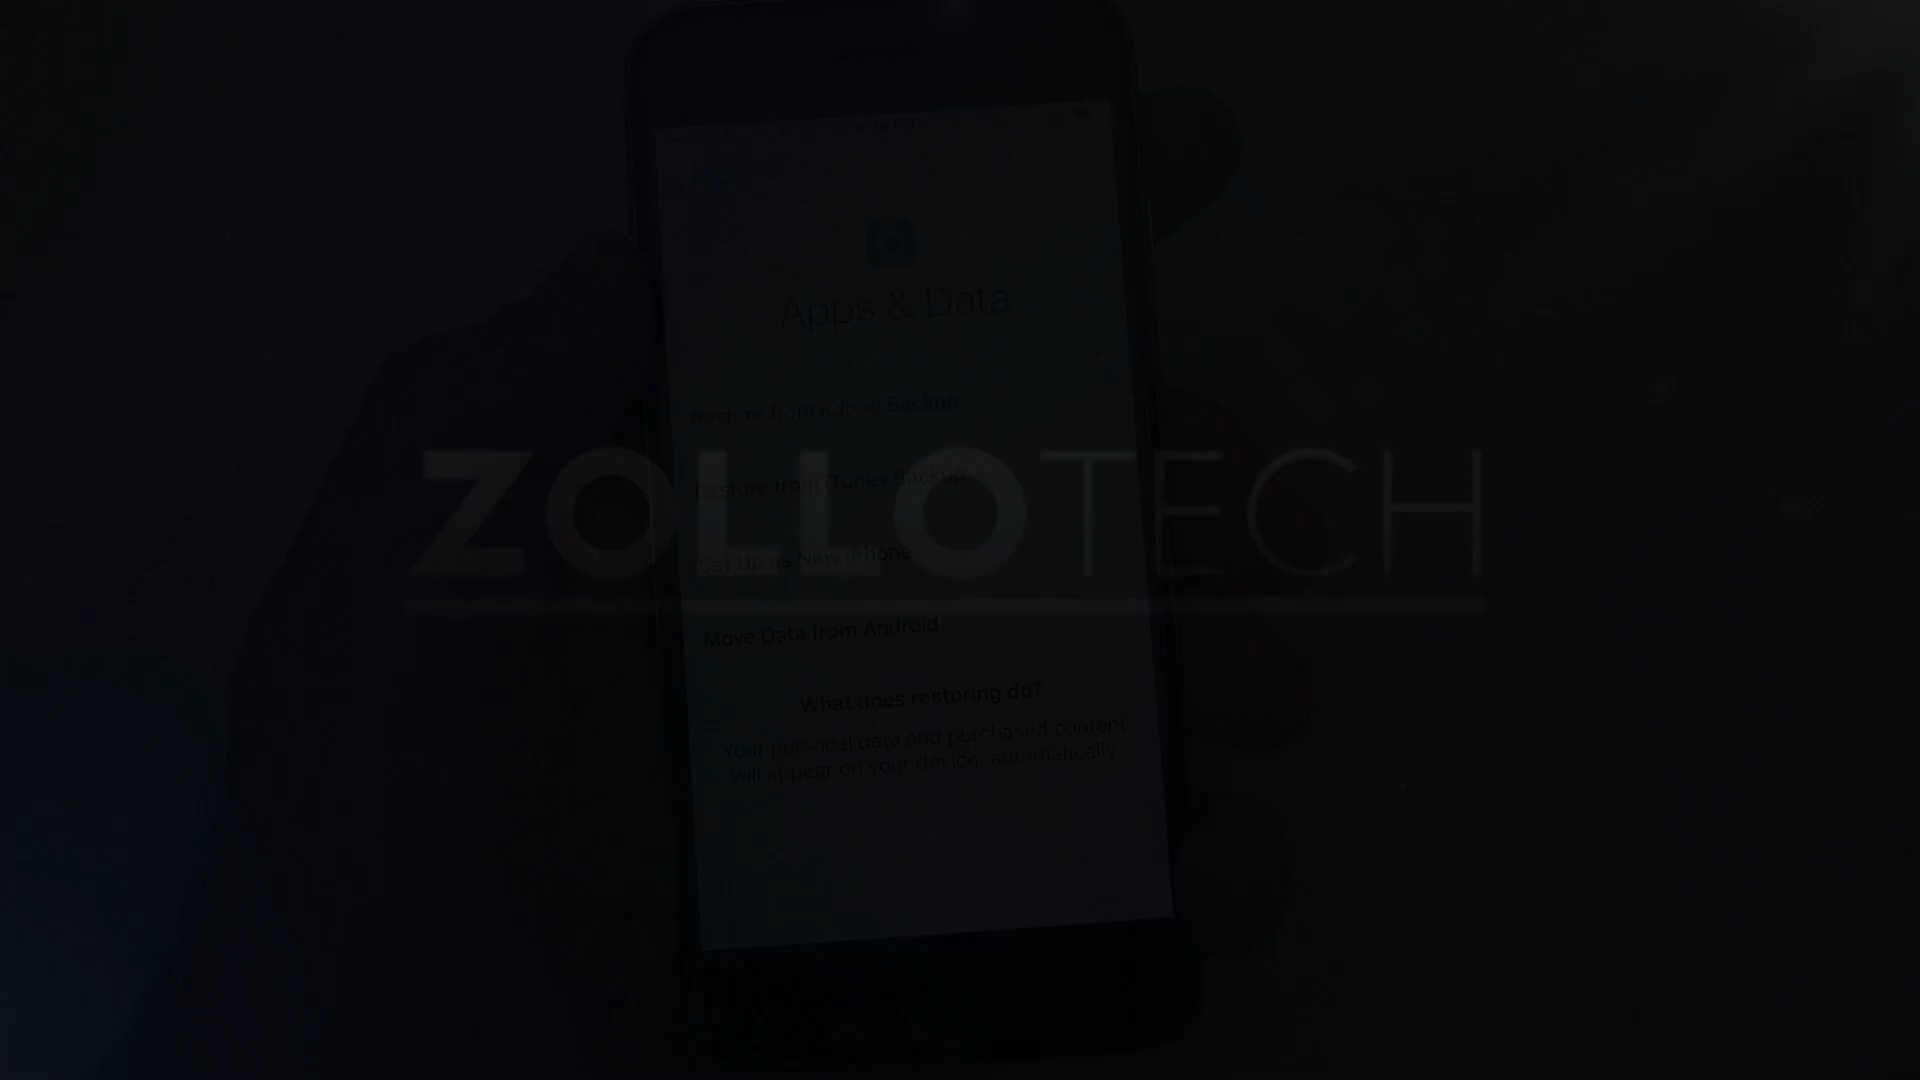 Apps & Data
Restore from iCloud Backup
Restore from iTunes Backup
ZOLLOTECH
Set Up as New iPhone
Move Data from Android
What does restoring do?
Your personal data and purchased content
will appear on your device, automatically.